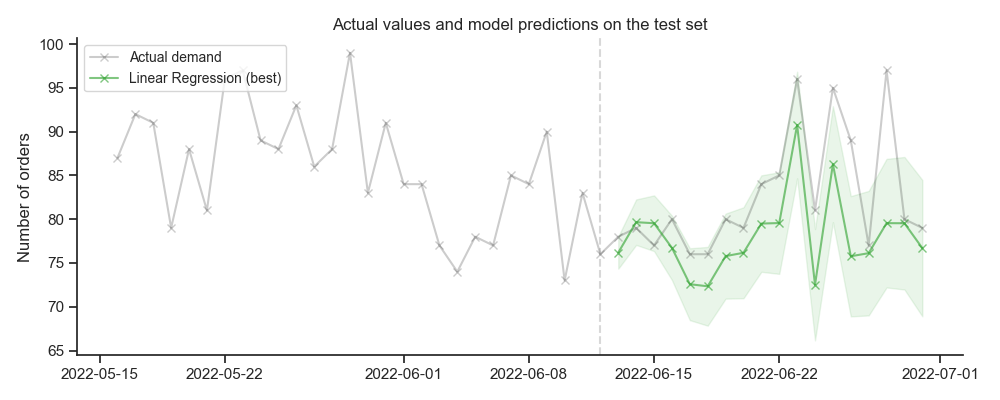 Actual values and model predictions on the test set
Actual demand
Linear Regression (best)
Number of orders
100
95
90
85
80
75
70
65
2022-05-15 2022-05-22 2022-06-01 2022-06-08 2022-06-15 2022-06-22 2022-07-01